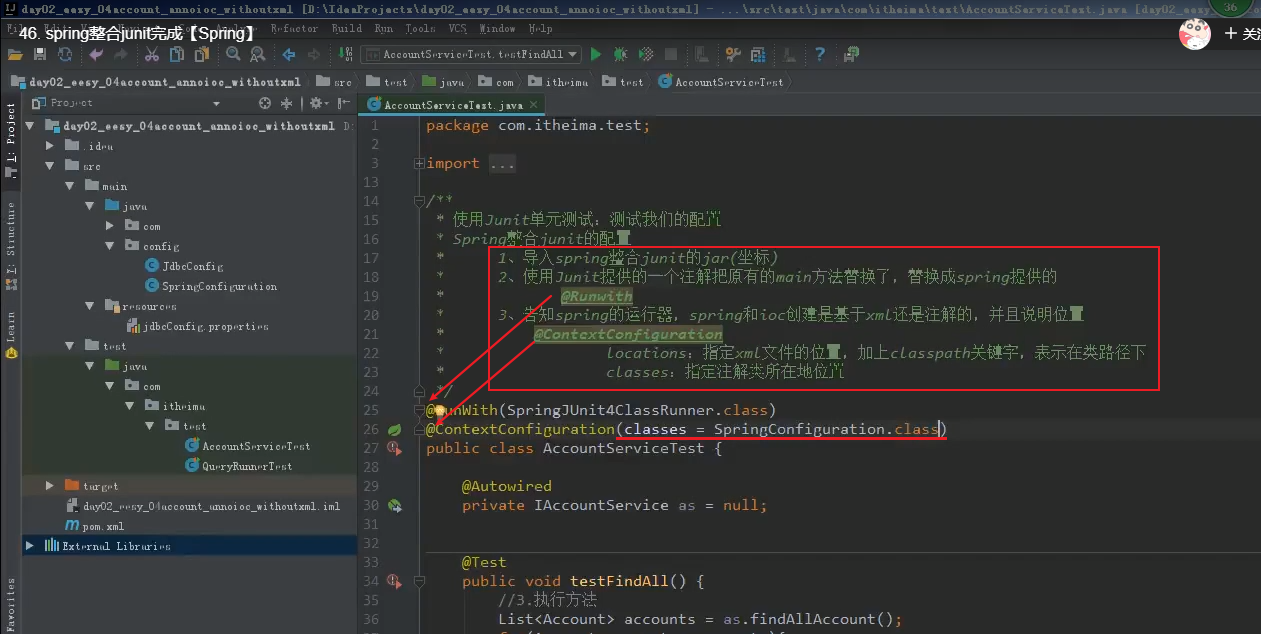 day02_eesy_04account_annoioc_withoutxml [D:\IdeaProjects\day02_eesy_04account_annoioc_withoutxml] - ...\src\test\java\com\itheima\test\AccountServiceTest.java [day02_eesy_0
36
46. spring整合junit完成【Spring】
Refactor Build Run Tools VCS Window Help
+ 关
AccountServiceTest.testFindAll
day02_eesy_04account_annoioc_withoutxml src test java com itheima test AccountServiceTest
Project
AccountServiceTest.java
1: Project
Z: Structure
Learn
Favorites
day02_eesy_04account_annoioc_withoutxml D:
.idea
src
main
java
com
config
JdbcConfig
SpringConfiguration
resources
jdbcConfig.properties
test
java
com
itheima
test
AccountServiceTest
QueryRunnerTest
target
day02_eesy_04account_annoioc_withoutxml.iml
pom.xml
External Libraries
1 package com.itheima.test;
2
3 import ...
13
14 /**
15 * 使用Junit单元测试：测试我们的配置
16 * Spring整合junit的配置
17 * 1、导入spring整合junit的jar(坐标)
18 * 2、使用Junit提供的一个注解把原有的main方法替换了，替换成spring提供的
19 * @Runwith
20 * 3、告知spring的运行器，spring和ioc创建是基于xml还是注解的，并且说明位置
21 * @ContextConfiguration
22 * locations：指定xml文件的位置，加上classpath关键字，表示在类路径下
23 * classes：指定注解类所在地位置
24 */
25 @RunWith(SpringJUnit4ClassRunner.class)
26 @ContextConfiguration(classes = SpringConfiguration.class)
27 public class AccountServiceTest {
28
29 @Autowired
30 private IAccountService as = null;
31
32
33 @Test
34 public void testFindAll() {
35 //3.执行方法
36 List<Account> accounts = as.findAllAccount();